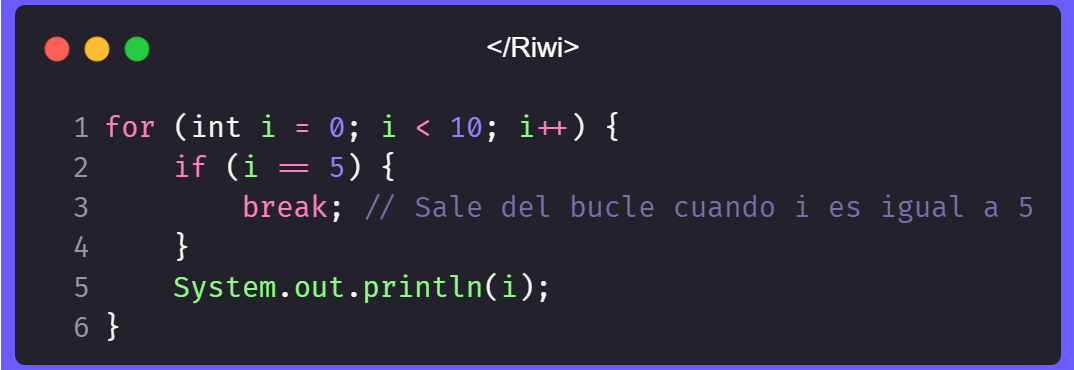 </Riwi>
1 for (int i = 0; i < 10; i++) {
2 if (i == 5) {
3 break; // Sale del bucle cuando i es igual a 5
4 }
5 System.out.println(i);
6 }